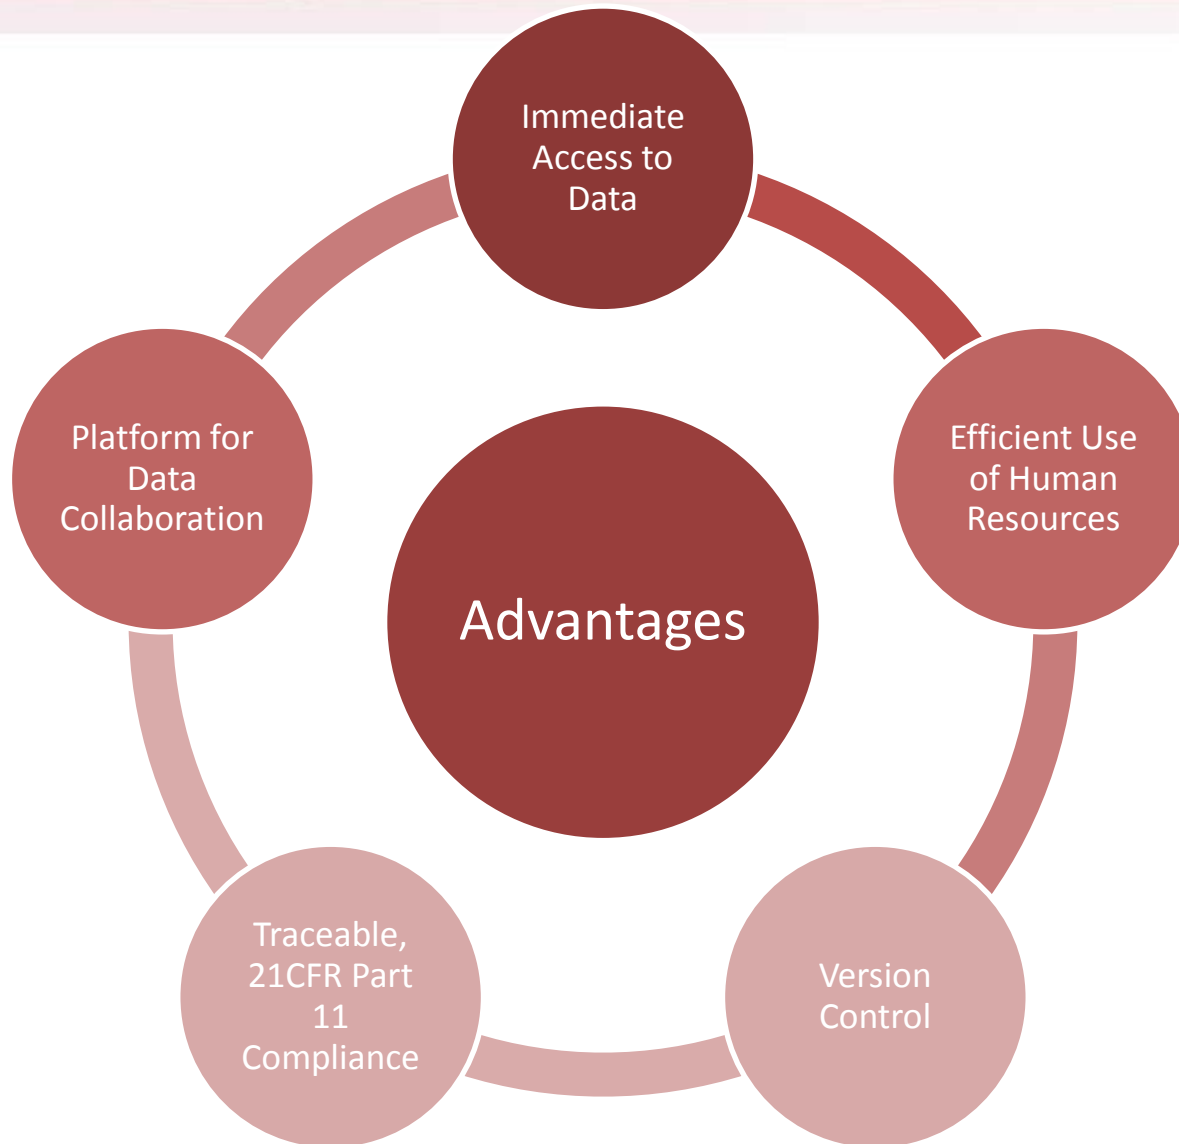 Immediate
Access to
Data
Efficient Use
of Human
Resources
Version
Control
Traceable,
21CFR Part
11
Compliance
Platform for
Data
Collaboration
Advantages